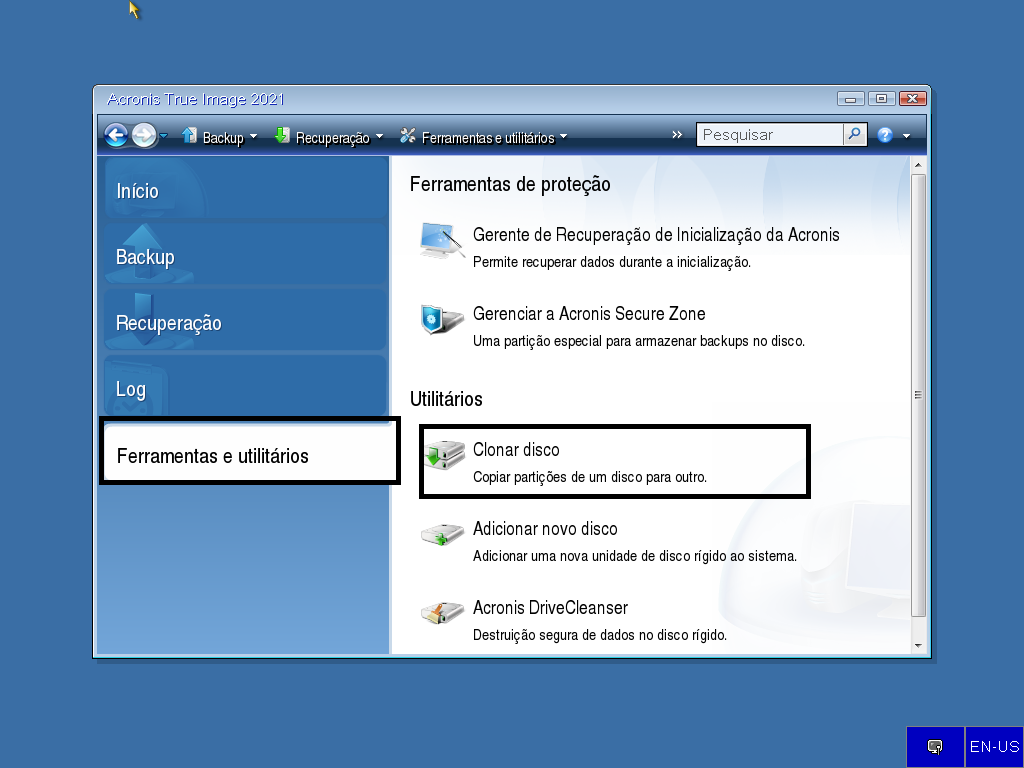 Acronis True Image 2021
Backup Recuperação Ferramentas e utilitários » Pesquisar ?
Início
Backup
Recuperação
Log
Ferramentas e utilitários
Ferramentas de proteção
Gerente de Recuperação de Inicialização da Acronis
Permite recuperar dados durante a inicialização.
Gerenciar a Acronis Secure Zone
Uma partição especial para armazenar backups no disco.
Utilitários
Clonar disco
Copiar partições de um disco para outro.
Adicionar novo disco
Adicionar uma nova unidade de disco rígido ao sistema.
Acronis DriveCleanser
Destruição segura de dados no disco rígido.
EN-US